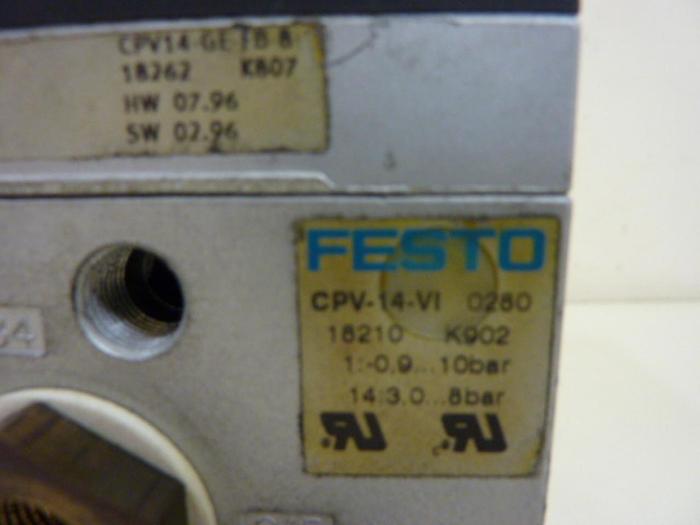 CPV14-GE FB 8
18262 K807
HW 07.96
SW 02.96
FESTO
CPV-14-VI 0280
18210 K902
1:-0,9...10bar
14:3.0...8bar